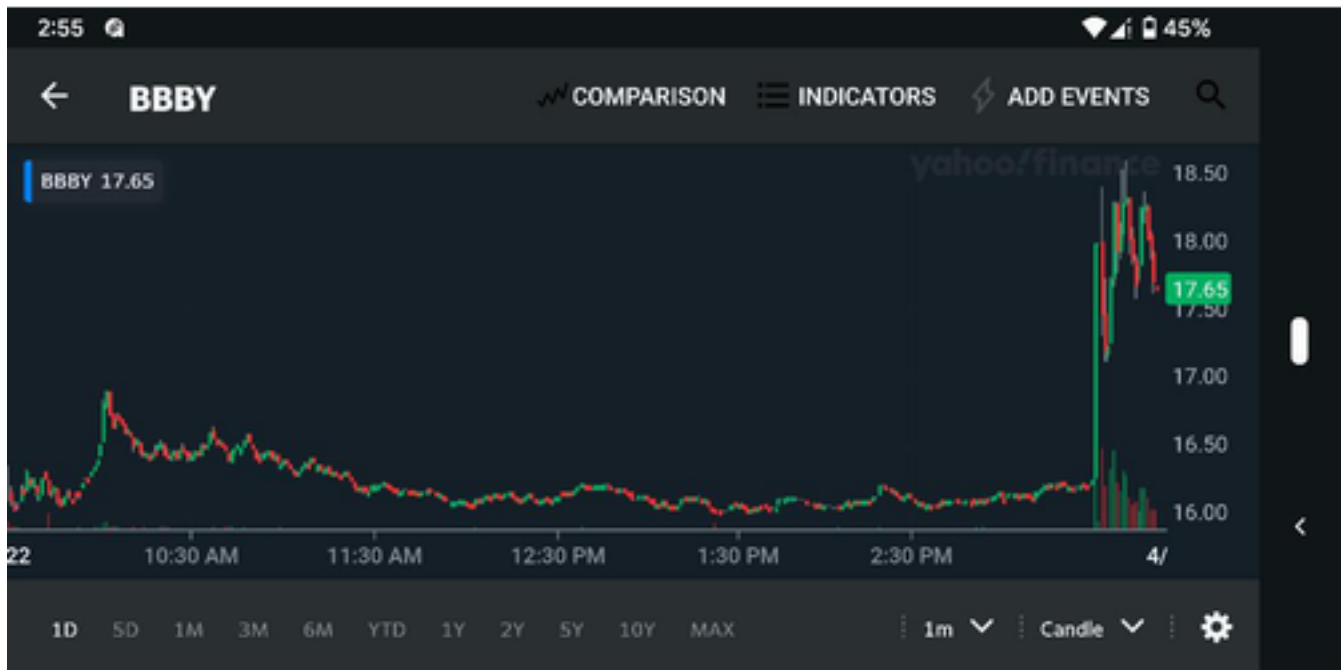 2:55 45%
BBBY COMPARISON INDICATORS ADD EVENTS
yahoo!finance
BBBY 17.65
18.50
18.00
17.65
17.50
17.00
16.50
16.00
22 10:30 AM 11:30 AM 12:30 PM 1:30 PM 2:30 PM 4/
1D 5D 1M 3M 6M YTD 1Y 2Y 5Y 10Y MAX 1m Candle